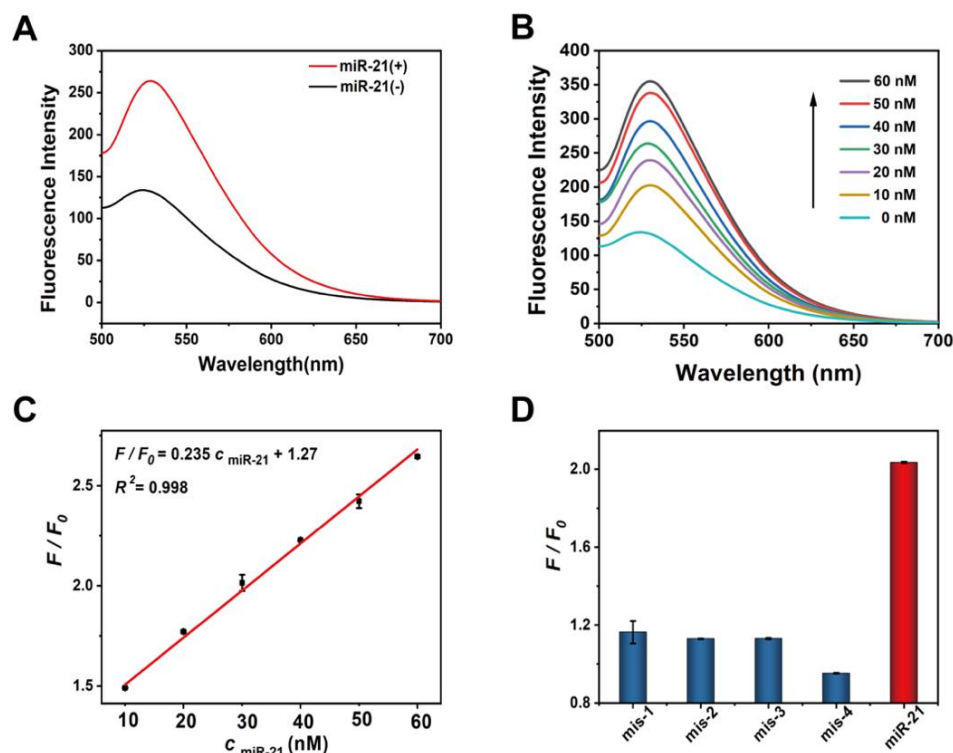 A
300
250
200
150
100
50
0
500
550
600
650
700
Fluorescence Intensity
Wavelength(nm)
miR-21(+)
miR-21(-)
B
400
350
300
250
200
150
100
50
0
500
550
600
650
700
Fluorescence Intensity
Wavelength (nm)
60 nM
50 nM
40 nM
30 nM
20 nM
10 nM
0 nM
C
F / F0 = 0.235 c miR-21 + 1.27
R2 = 0.998
2.5
2.0
1.5
10
20
30
40
50
60
F / F0
c miR-21 (nM)
D
2.0
1.6
1.2
0.8
F / F0
mis-1
mis-2
mis-3
mis-4
miR-21